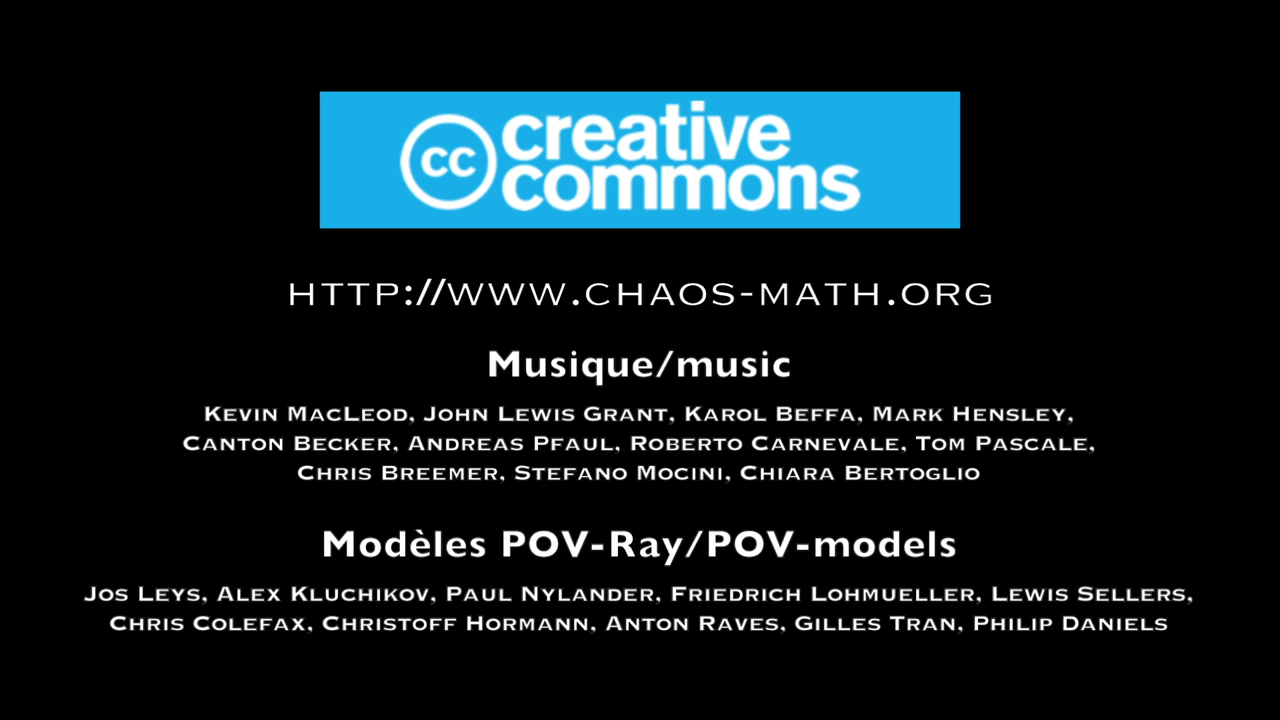 cc creative
commons
HTTP://WWW.CHAOS-MATH.ORG
Musique/music
Kevin MacLeod, John Lewis Grant, Karol Beffa, Mark Hensley,
Canton Becker, Andreas Pfaul, Roberto Carnevale, Tom Pascale,
Chris Breemer, Stefano Mocini, Chiara Bertoglio
Modèles POV-Ray/POV-models
Jos Leys, Alex Kluchikov, Paul Nylander, Friedrich Lohmueller, Lewis Sellers,
Chris Colefax, Christoff Hormann, Anton Raves, Gilles Tran, Philip Daniels